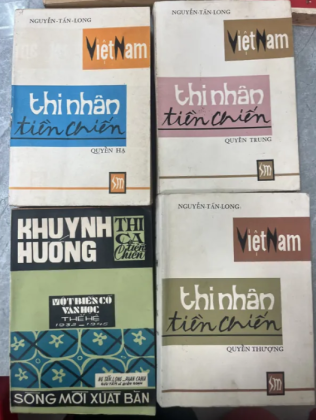 NGUYỄN-TẤN-LONG
ViệtNam
thi nhân
tiền chiến
QUYỂN HẠ
SM
NGUYỄN-TẤN-LONG
ViệtNam
thi nhân
tiền chiến
QUYỂN TRUNG
SM
KHUYNH
HƯỚNG
THI
CA
tiền
chiến
MỘT BIẾN CỐ
VĂN HỌC
THẾ HỆ
1932 - 1945
SỐNG MỚI XUẤT BẢN
NGUYỄN-TẤN-LONG
ViệtNam
thi nhân
tiền chiến
QUYỂN THƯỢNG
SM